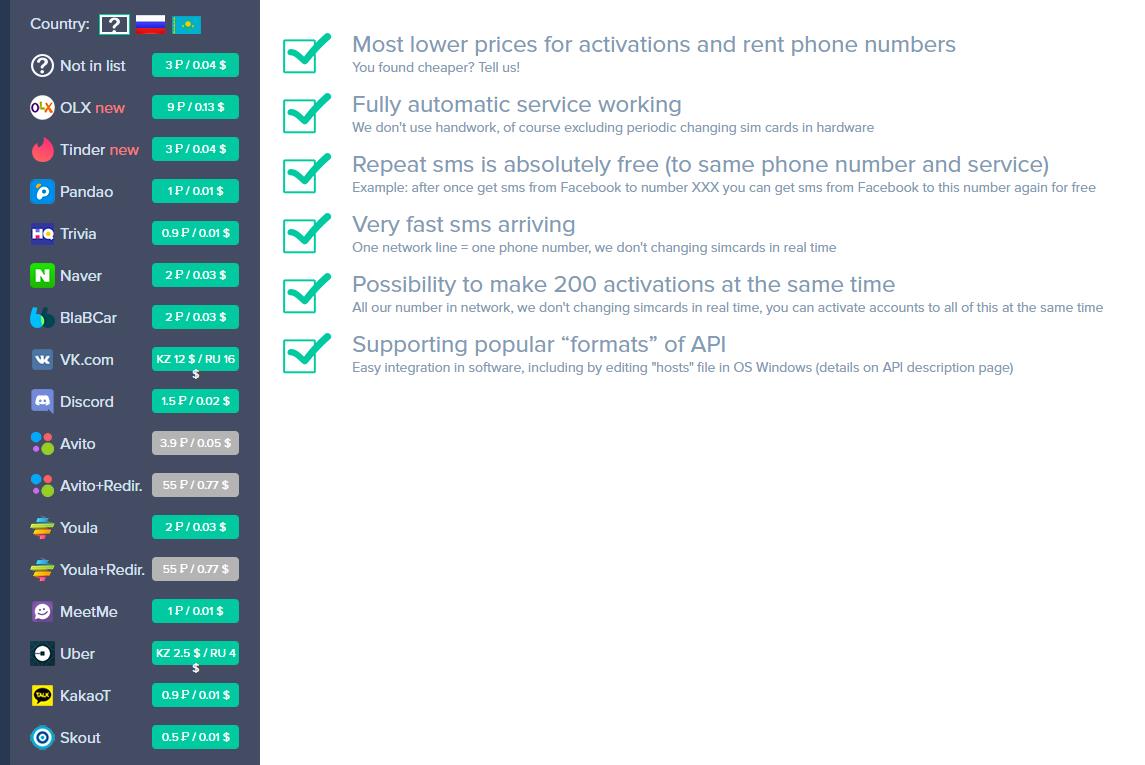 Country: ?
Not in list 3 ₽ / 0.04 $
OLX new 9 ₽ / 0.13 $
Tinder new 3 ₽ / 0.04 $
Pandao 1 ₽ / 0.01 $
HQ Trivia 0.9 ₽ / 0.01 $
N Naver 2 ₽ / 0.03 $
BlaBCar 2 ₽ / 0.03 $
VK.com KZ 12 $ / RU 16
$
Discord 1.5 ₽ / 0.02 $
Avito 3.9 ₽ / 0.05 $
Avito+Redir. 55 ₽ / 0.77 $
Youla 2 ₽ / 0.03 $
Youla+Redir. 55 ₽ / 0.77 $
MeetMe 1 ₽ / 0.01 $
Uber KZ 2.5 $ / RU 4
$
TALK KakaoT 0.9 ₽ / 0.01 $
Skout 0.5 ₽ / 0.01 $
Most lower prices for activations and rent phone numbers
You found cheaper? Tell us!
Fully automatic service working
We don't use handwork, of course excluding periodic changing sim cards in hardware
Repeat sms is absolutely free (to same phone number and service)
Example: after once get sms from Facebook to number XXX you can get sms from Facebook to this number again for free
Very fast sms arriving
One network line = one phone number, we don't changing simcards in real time
Possibility to make 200 activations at the same time
All our number in network, we don't changing simcards in real time, you can activate accounts to all of this at the same time
Supporting popular “formats” of API
Easy integration in software, including by editing "hosts" file in OS Windows (details on API description page)